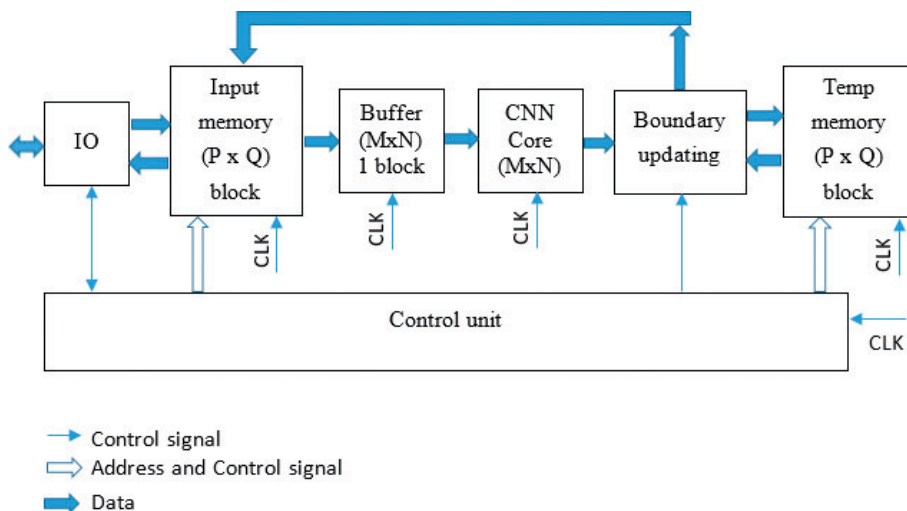 IO
Input
memory
(P x Q)
block
Buffer
(MxN)
1 block
CNN
Core
(MxN)
Boundary
updating
Temp
memory
(P x Q)
block
CLK
CLK
CLK
CLK
Control unit
CLK
Control signal
Address and Control signal
Data